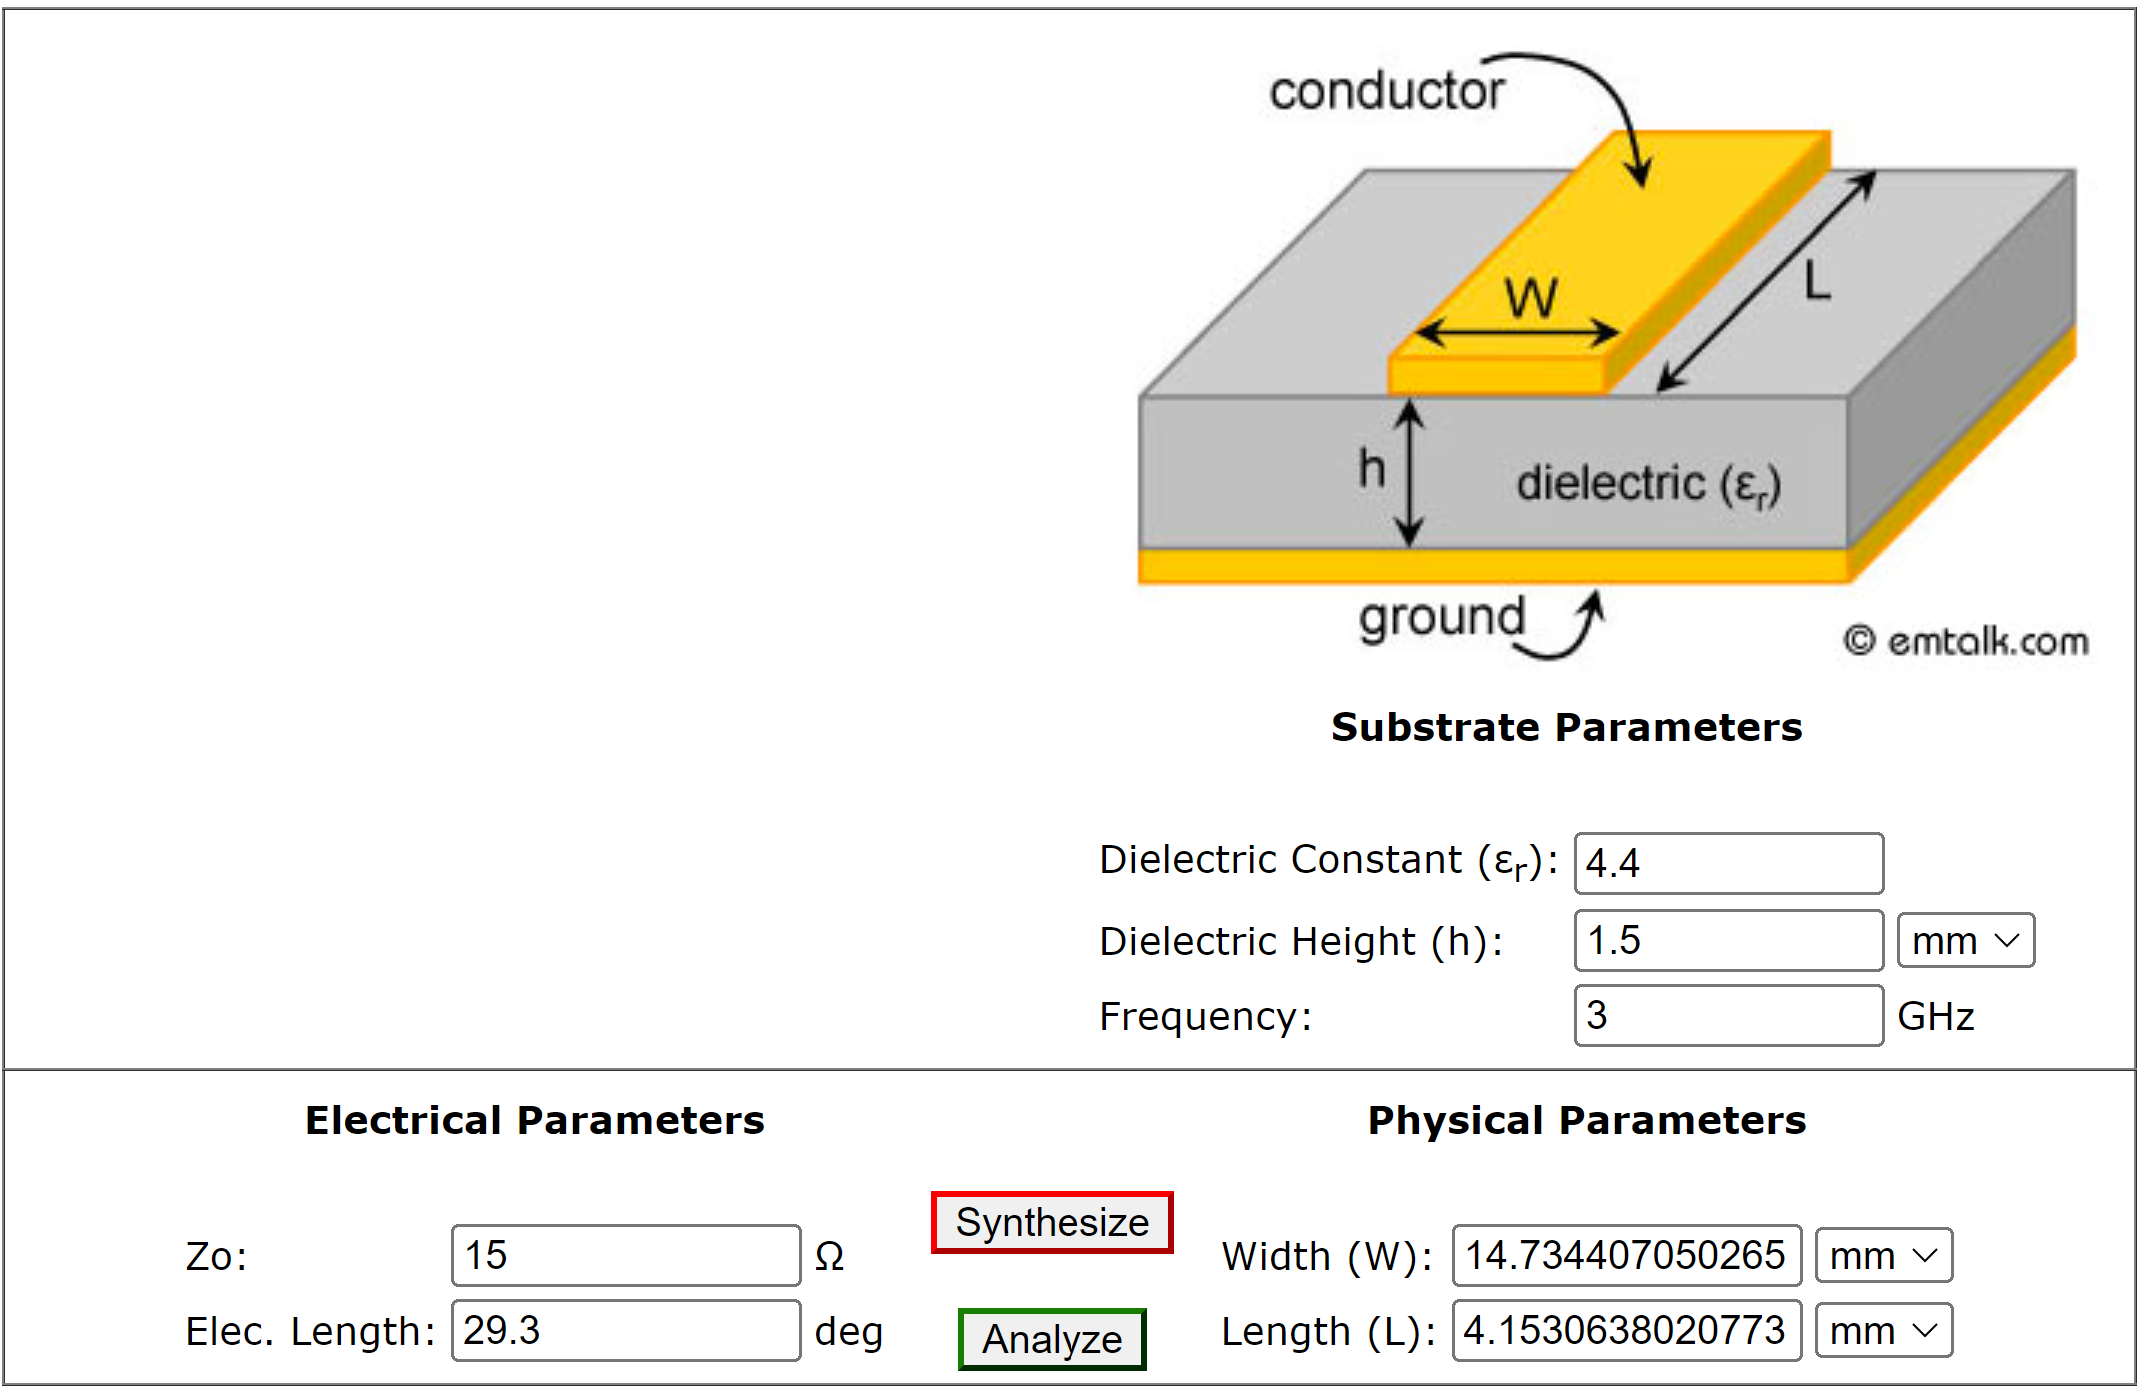 conductor
W
L
h
dielectric (εr)
ground
© emtalk.com
Substrate Parameters
Dielectric Constant (εr): 4.4
Dielectric Height (h): 1.5 mm
Frequency: 3 GHz
Electrical Parameters
Physical Parameters
Synthesize
Zo: 15 Ω
Width (W): 14.734407050265 mm
Elec. Length: 29.3 deg
Analyze
Length (L): 4.1530638020773 mm